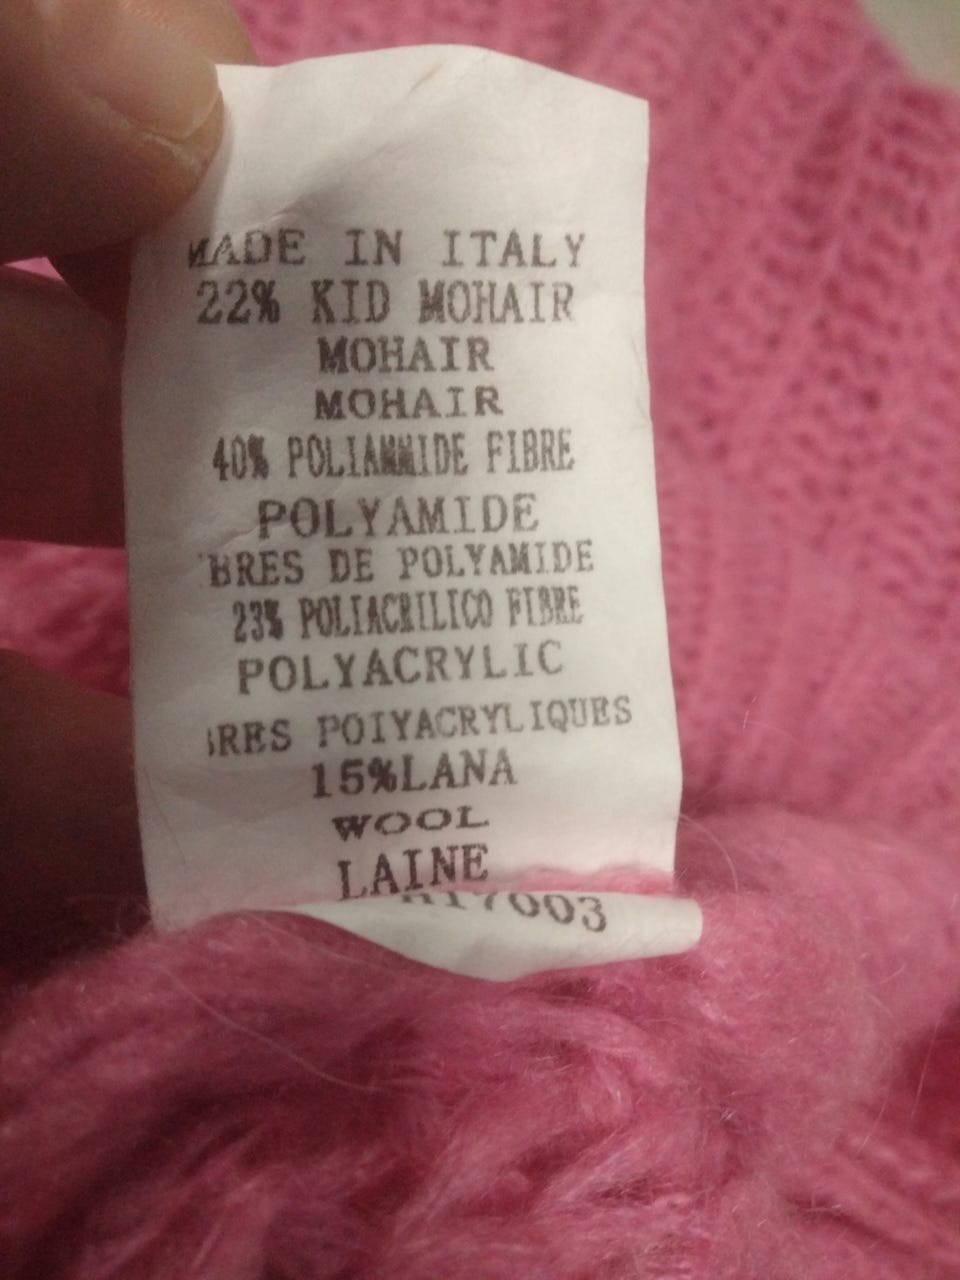 MADE IN ITALY
22% KID MOHAIR
MOHAIR
MOHAIR
40% POLIAMMIDE FIBRE
POLYAMIDE
BRES DE POLYAMIDE
23% POLIACRILICO FIBRE
POLYACRYLIC
BRES POIYACRYLIQUES
15%LANA
WOOL
LAINE
17003